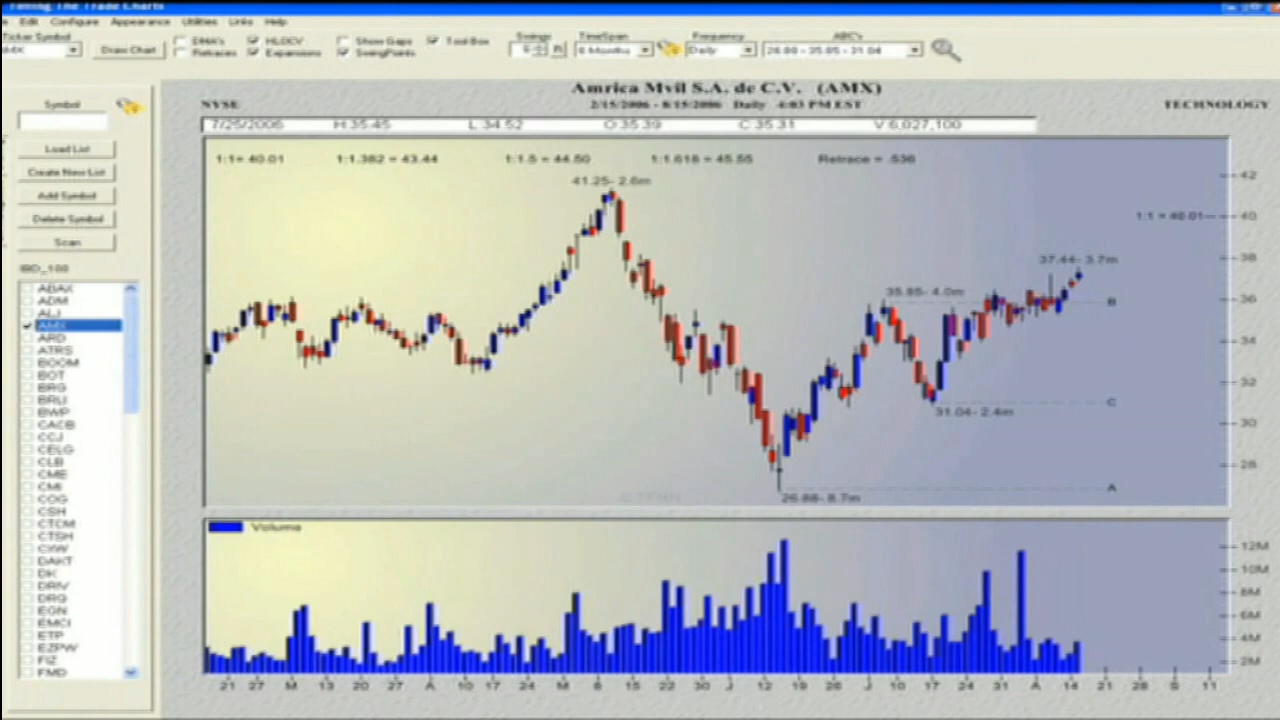 Timing The Trade Charts
Edit Configure Appearance Utilities Links Help
Ticker Symbol
AMX
Draw Chart
EMA's
Retraces
HLOCV
Expansions
Show Gaps
SwingPoints
Tool Box
Swings
TimeSpan
6 Months
Frequency
Daily
ABC's
26.88 - 35.85 - 31.04
Symbol
Load List
Create New List
Add Symbol
Delete Symbol
Scan
IBD_100
ABAX
ADM
ALJ
AMX
ARD
ATRS
BOOM
BOT
BRG
BRLI
BWP
CACB
CCJ
CELG
CLB
CME
CMI
COG
CSH
CTCM
CTSH
CXW
DAKT
DK
DRIV
DRQ
EGN
EMCI
ETP
EZPW
FIZ
FMD
Amrica Mvil S.A. de C.V. (AMX)
NYSE
2/15/2006 - 8/15/2006 Daily 4:03 PM EST
TECHNOLOGY
7/25/2006 H:35.45 L:34.52 O:35.39 C:35.31 V:6,027,100
1:1= 40.01 1:1.382 = 43.44 1:1.5 = 44.50 1:1.618 = 45.55 Retrace = .536
41.25- 2.6m
42
1:1 = 40.01
40
37.44- 3.7m
38
35.85- 4.0m
B
36
34
32
C
31.04- 2.4m
30
28
A
26.88- 8.7m
Volume
12M
10M
8M
6M
4M
2M
21 27 M 13 20 27 A 10 17 24 M 8 15 22 30 J 12 19 26 J 10 17 24 31 A 14 21 28 S 11